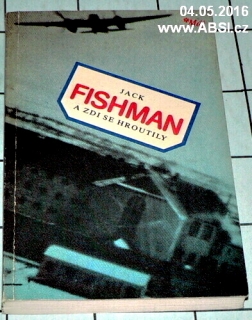 04.05.2016
www.ABSI.cz
JACK
FISHMAN
A ZDI SE HROUTILY